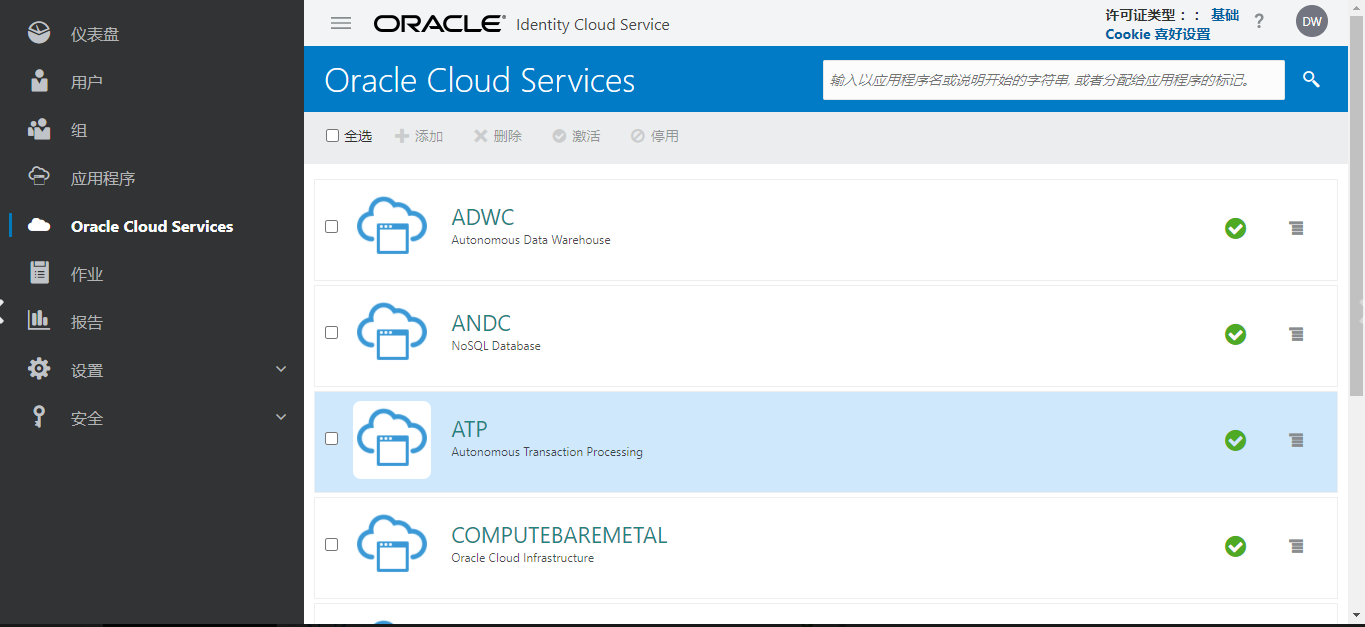 仪表盘
用户
组
应用程序
Oracle Cloud Services
作业
报告
设置
安全
ORACLE® Identity Cloud Service
许可证类型：： 基础
Cookie 喜好设置
?
DW
Oracle Cloud Services
输入以应用程序名或说明开始的字符串, 或者分配给应用程序的标记。
全选 添加 删除 激活 停用
ADWC
Autonomous Data Warehouse
ANDC
NoSQL Database
ATP
Autonomous Transaction Processing
COMPUTEBAREMETAL
Oracle Cloud Infrastructure